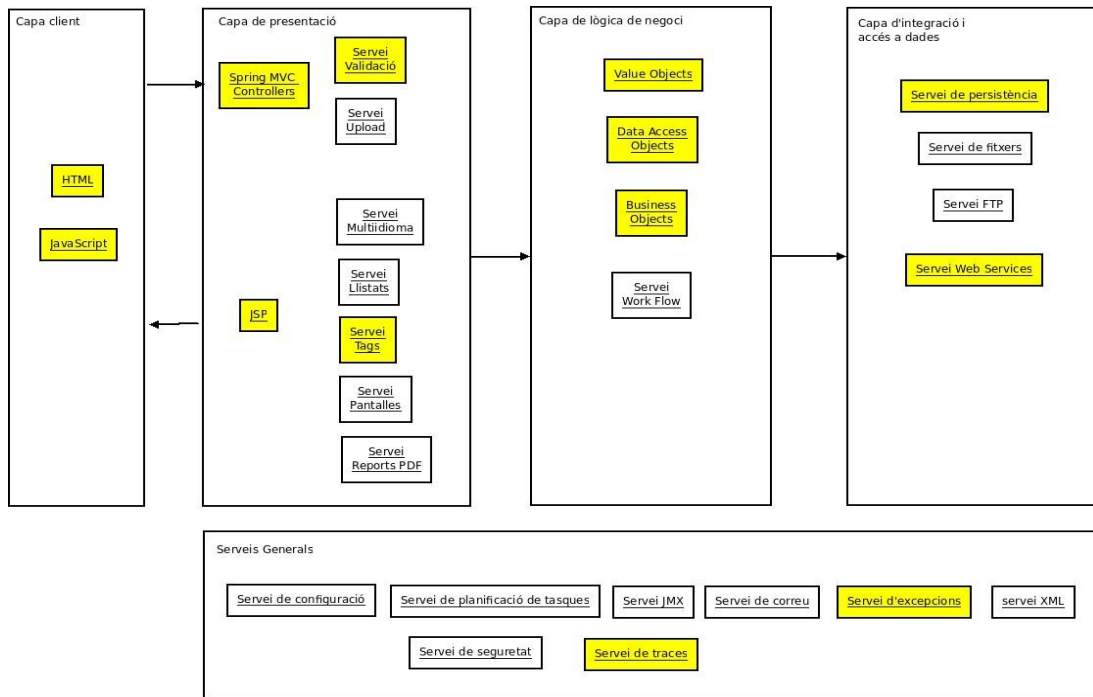 Capa client
HTML
JavaScript
Capa de presentació
Spring MVC
Controllers
Servei
Validació
Servei
Upload
Servei
Multiidioma
Servei
Llistats
JSP
Servei
Tags
Servei
Pantalles
Servei
Reports PDF
Capa de lògica de negoci
Value Objects
Data Access
Objects
Business
Objects
Servei
Work Flow
Capa d'integració i
accés a dades
Servei de persistència
Servei de fitxers
Servei FTP
Servei Web Services
Serveis Generals
Servei de configuració
Servei de planificació de tasques
Servei JMX
Servei de correu
Servei d'excepcions
servei XML
Servei de seguretat
Servei de traces